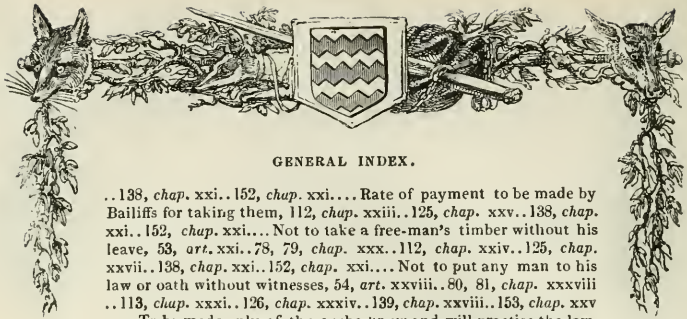 GENERAL INDEX.
..138, chap. xxi..152, chap. xxi.... Rate of payment to be made by
Bailiffs for taking them, 112, chap. xxiii..125, chap. xxv..138, chap.
xxi..152, chap. xxi.... Not to take a free-man's timber without his
leave, 53, art. xxi..78, 79, chap. xxx..112, chap. xxiv..125, chap.
xxvii..138, chap. xxi..152, chap. xxi.... Not to put any man to his
law or oath without witnesses, 54, art. xxviii..80, 81, chap. xxxviii
..113, chap. xxxi..126, chap. xxxiv..139, chap. xxviii..153, chap. xxv